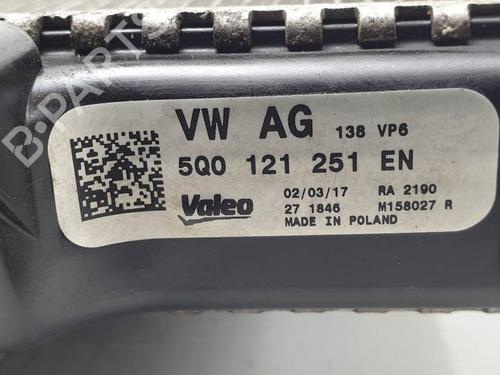 VW AG 138 VP6
5Q0 121 251 EN
02/03/17 RA 2190
Valeo 27 1846 M158027 R
MADE IN POLAND
B-PARTS